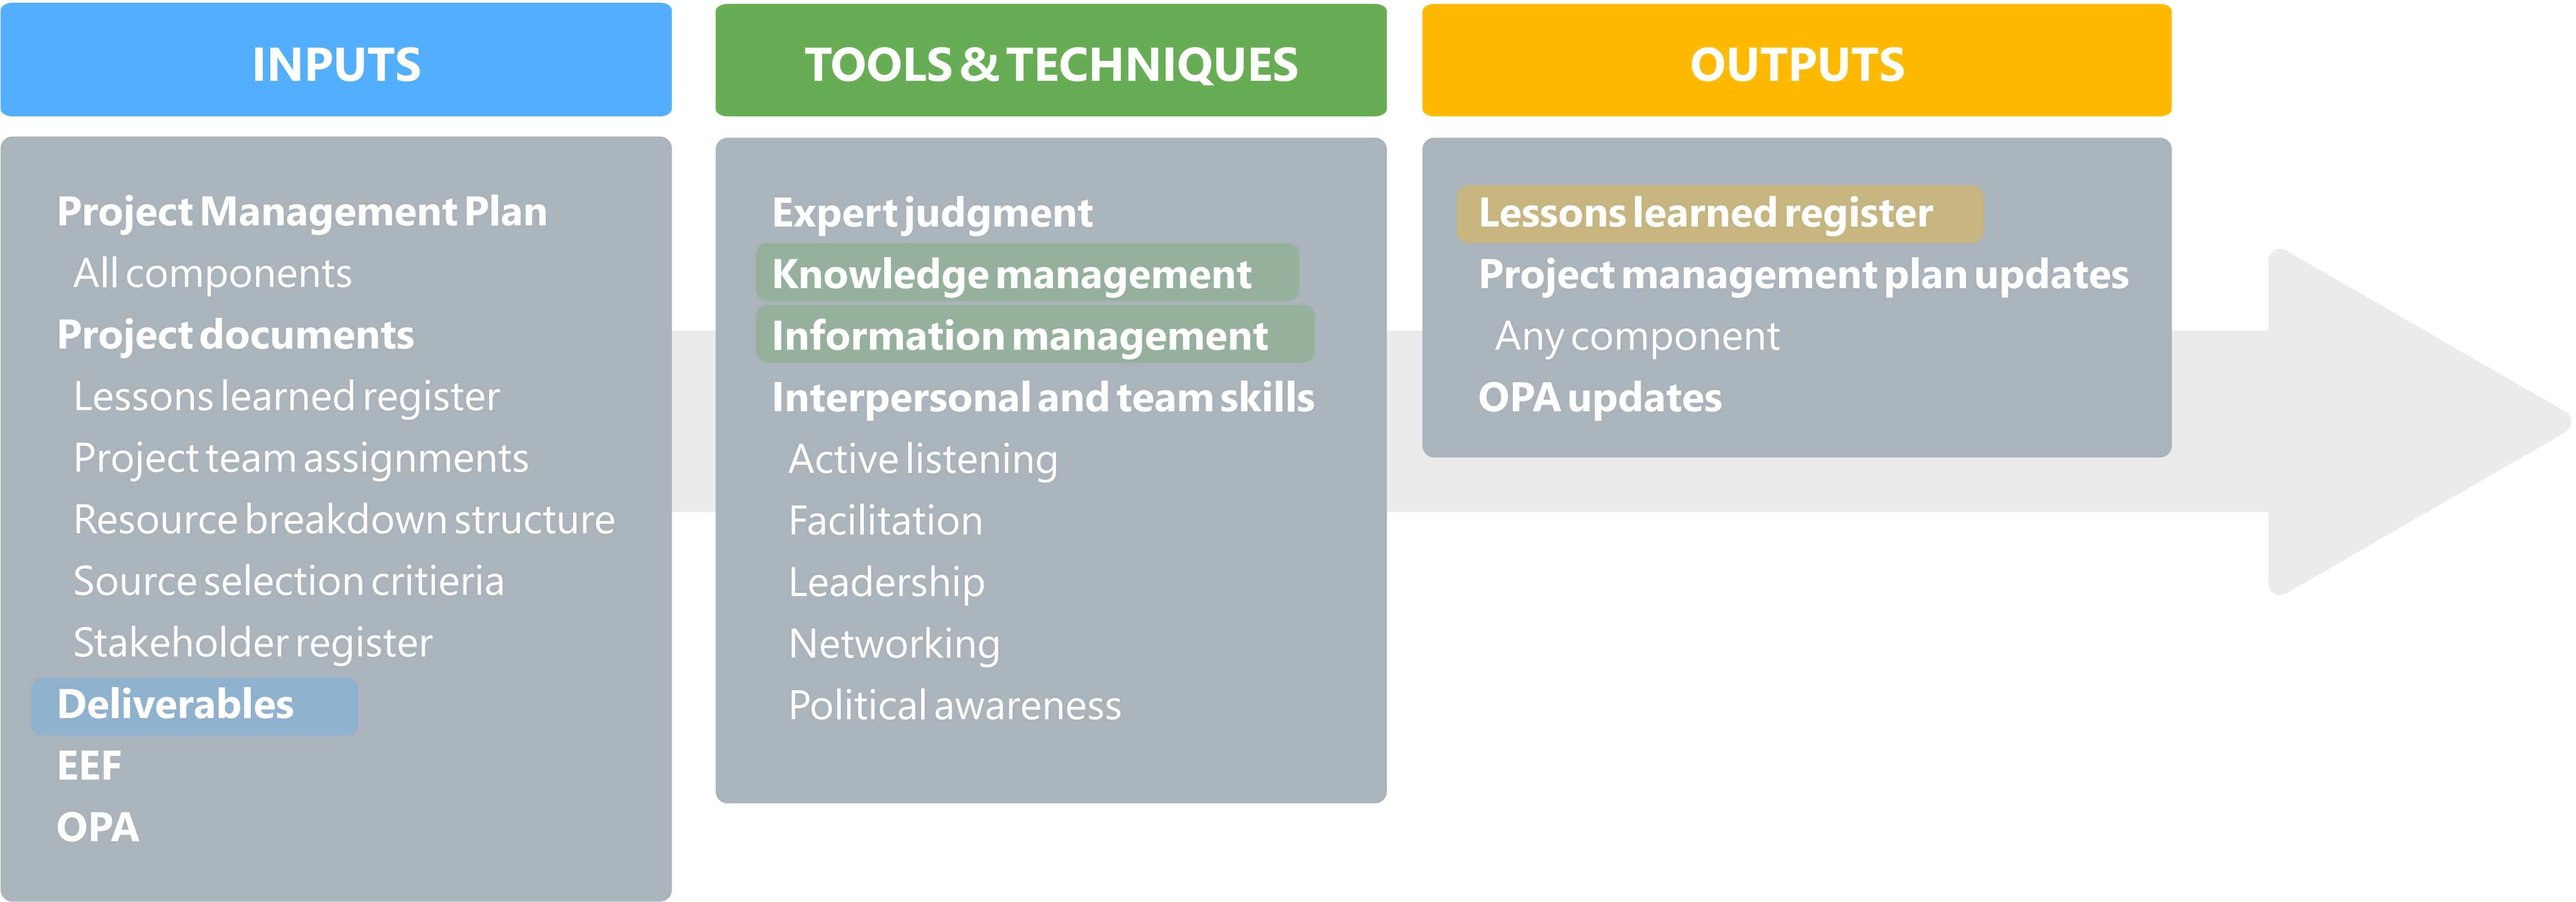 INPUTS
Project Management Plan
All components
Project documents
Lessons learned register
Project team assignments
Resource breakdown structure
Source selection critieria
Stakeholder register
Deliverables
EEF
OPA
TOOLS & TECHNIQUES
Expert judgment
Knowledge management
Information management
Interpersonal and team skills
Active listening
Facilitation
Leadership
Networking
Political awareness
OUTPUTS
Lessons learned register
Project management plan updates
Any component
OPA updates